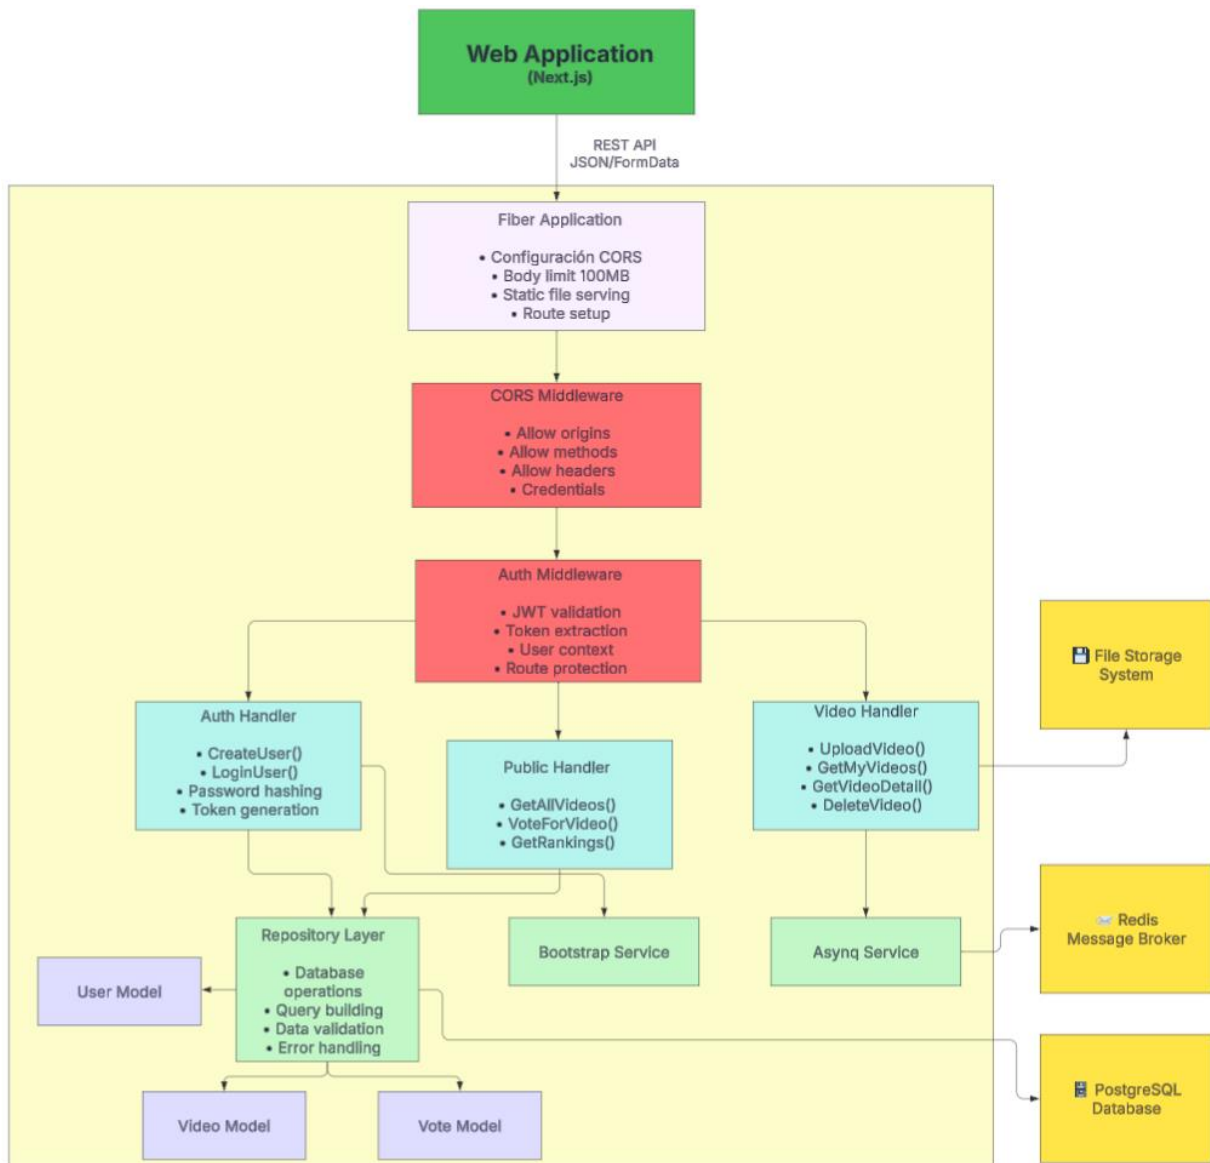 Web Application
(Next.js)
REST API
JSON/FormData
Fiber Application
• Configuración CORS
• Body limit 100MB
• Static file serving
• Route setup
CORS Middleware
• Allow origins
• Allow methods
• Allow headers
• Credentials
Auth Middleware
• JWT validation
• Token extraction
• User context
• Route protection
Auth Handler
• CreateUser()
• LoginUser()
• Password hashing
• Token generation
Public Handler
• GetAllVideos()
• VoteForVideo()
• GetRankings()
Video Handler
• UploadVideo()
• GetMyVideos()
• GetVideoDetail()
• DeleteVideo()
File Storage
System
Repository Layer
• Database
operations
• Query building
• Data validation
• Error handling
Bootstrap Service
Asynq Service
Redis
Message Broker
User Model
Video Model
Vote Model
PostgreSQL
Database